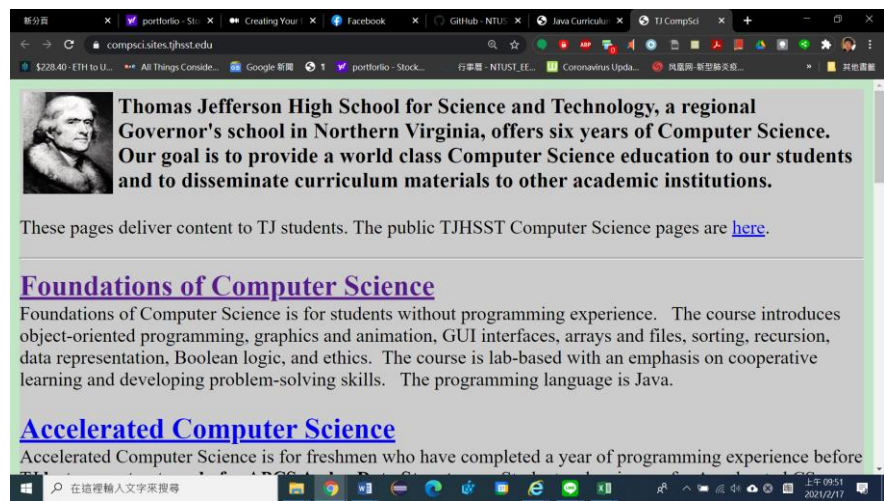 新分頁
portforlio - Sto
Creating Your
Facebook
GitHub - NTUS
Java Curriculur
TJ CompSci
compsci.sites.tjhsst.edu
$228.40 - ETH to U...
All Things Conside...
Google 新聞
1
portforlio - Stock...
行事曆 - NTUST_EE...
Coronavirus Upda...
其他書籤
Thomas Jefferson High School for Science and Technology, a regional
Governor's school in Northern Virginia, offers six years of Computer Science.
Our goal is to provide a world class Computer Science education to our students
and to disseminate curriculum materials to other academic institutions.
These pages deliver content to TJ students. The public TJHSST Computer Science pages are here.
Foundations of Computer Science
Foundations of Computer Science is for students without programming experience. The course introduces
object-oriented programming, graphics and animation, GUI interfaces, arrays and files, sorting, recursion,
data representation, Boolean logic, and ethics. The course is lab-based with an emphasis on cooperative
learning and developing problem-solving skills. The programming language is Java.
Accelerated Computer Science
Accelerated Computer Science is for freshmen who have completed a year of programming experience before
在這裡輸入文字來搜尋
上午 09:51
2021/2/17